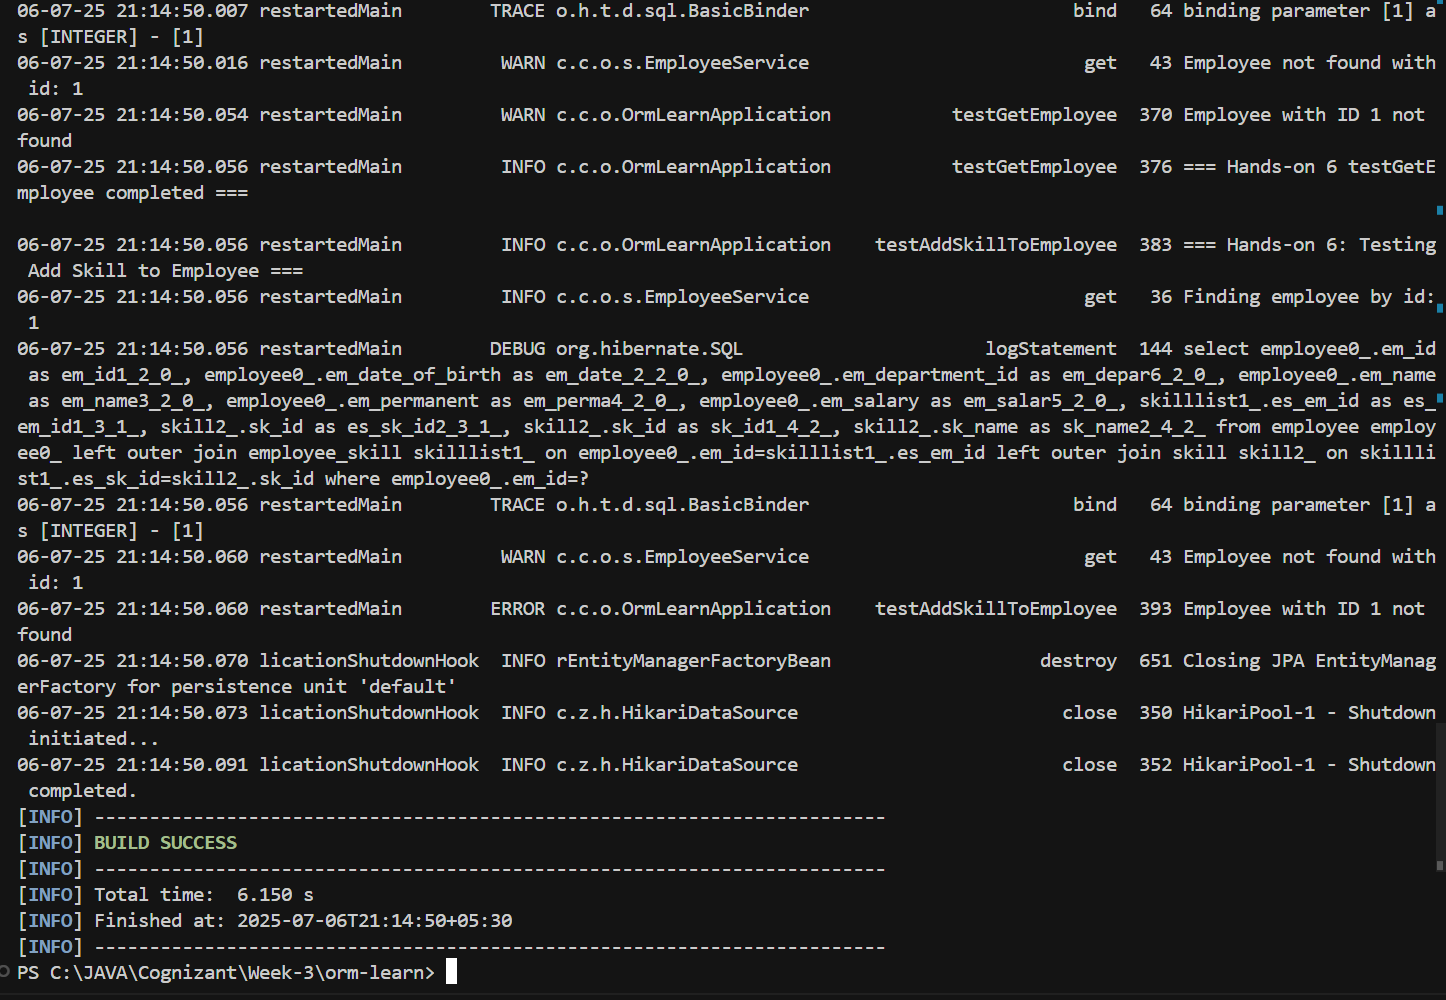 06-07-25 21:14:50.007 restartedMain        TRACE o.h.t.d.sql.BasicBinder                        bind   64 binding parameter [1] a
s [INTEGER] - [1]
06-07-25 21:14:50.016 restartedMain         WARN c.c.o.s.EmployeeService                         get   43 Employee not found with
 id: 1
06-07-25 21:14:50.054 restartedMain         WARN c.c.o.OrmLearnApplication           testGetEmployee  370 Employee with ID 1 not
found
06-07-25 21:14:50.056 restartedMain         INFO c.c.o.OrmLearnApplication           testGetEmployee  376 === Hands-on 6 testGetE
mployee completed ===
06-07-25 21:14:50.056 restartedMain         INFO c.c.o.OrmLearnApplication    testAddSkillToEmployee  383 === Hands-on 6: Testing
 Add Skill to Employee ===
06-07-25 21:14:50.056 restartedMain         INFO c.c.o.s.EmployeeService                         get   36 Finding employee by id:
 1
06-07-25 21:14:50.056 restartedMain        DEBUG org.hibernate.SQL                      logStatement  144 select employee0_.em_id
 as em_id1_2_0_, employee0_.em_date_of_birth as em_date_2_2_0_, employee0_.em_department_id as em_depar6_2_0_, employee0_.em_name
 as em_name3_2_0_, employee0_.em_permanent as em_perma4_2_0_, employee0_.em_salary as em_salar5_2_0_, skilllist1_.es_em_id as es_
em_id1_3_1_, skill2_.sk_id as es_sk_id2_3_1_, skill2_.sk_id as sk_id1_4_2_, skill2_.sk_name as sk_name2_4_2_ from employee employ
ee0_ left outer join employee_skill skilllist1_ on employee0_.em_id=skilllist1_.es_em_id left outer join skill skill2_ on skillli
st1_.es_sk_id=skill2_.sk_id where employee0_.em_id=?
06-07-25 21:14:50.056 restartedMain        TRACE o.h.t.d.sql.BasicBinder                        bind   64 binding parameter [1] a
s [INTEGER] - [1]
06-07-25 21:14:50.060 restartedMain         WARN c.c.o.s.EmployeeService                         get   43 Employee not found with
 id: 1
06-07-25 21:14:50.060 restartedMain        ERROR c.c.o.OrmLearnApplication    testAddSkillToEmployee  393 Employee with ID 1 not
found
06-07-25 21:14:50.070 licationShutdownHook  INFO rEntityManagerFactoryBean                   destroy  651 Closing JPA EntityManag
erFactory for persistence unit 'default'
06-07-25 21:14:50.073 licationShutdownHook  INFO c.z.h.HikariDataSource                        close  350 HikariPool-1 - Shutdown
 initiated...
06-07-25 21:14:50.091 licationShutdownHook  INFO c.z.h.HikariDataSource                        close  352 HikariPool-1 - Shutdown
 completed.
[INFO] ------------------------------------------------------------------------
[INFO] BUILD SUCCESS
[INFO] ------------------------------------------------------------------------
[INFO] Total time:  6.150 s
[INFO] Finished at: 2025-07-06T21:14:50+05:30
[INFO] ------------------------------------------------------------------------
PS C:\JAVA\Cognizant\Week-3\orm-learn>